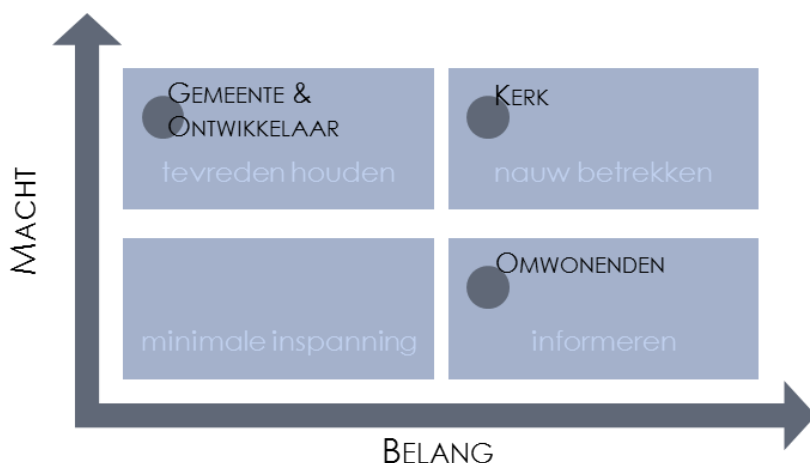 MACHT
GEMEENTE &
ONTWIKKELAAR
tevreden houden
KERK
nauw betrekken
minimale inspanning
OMWONENDEN
informeren
BELANG